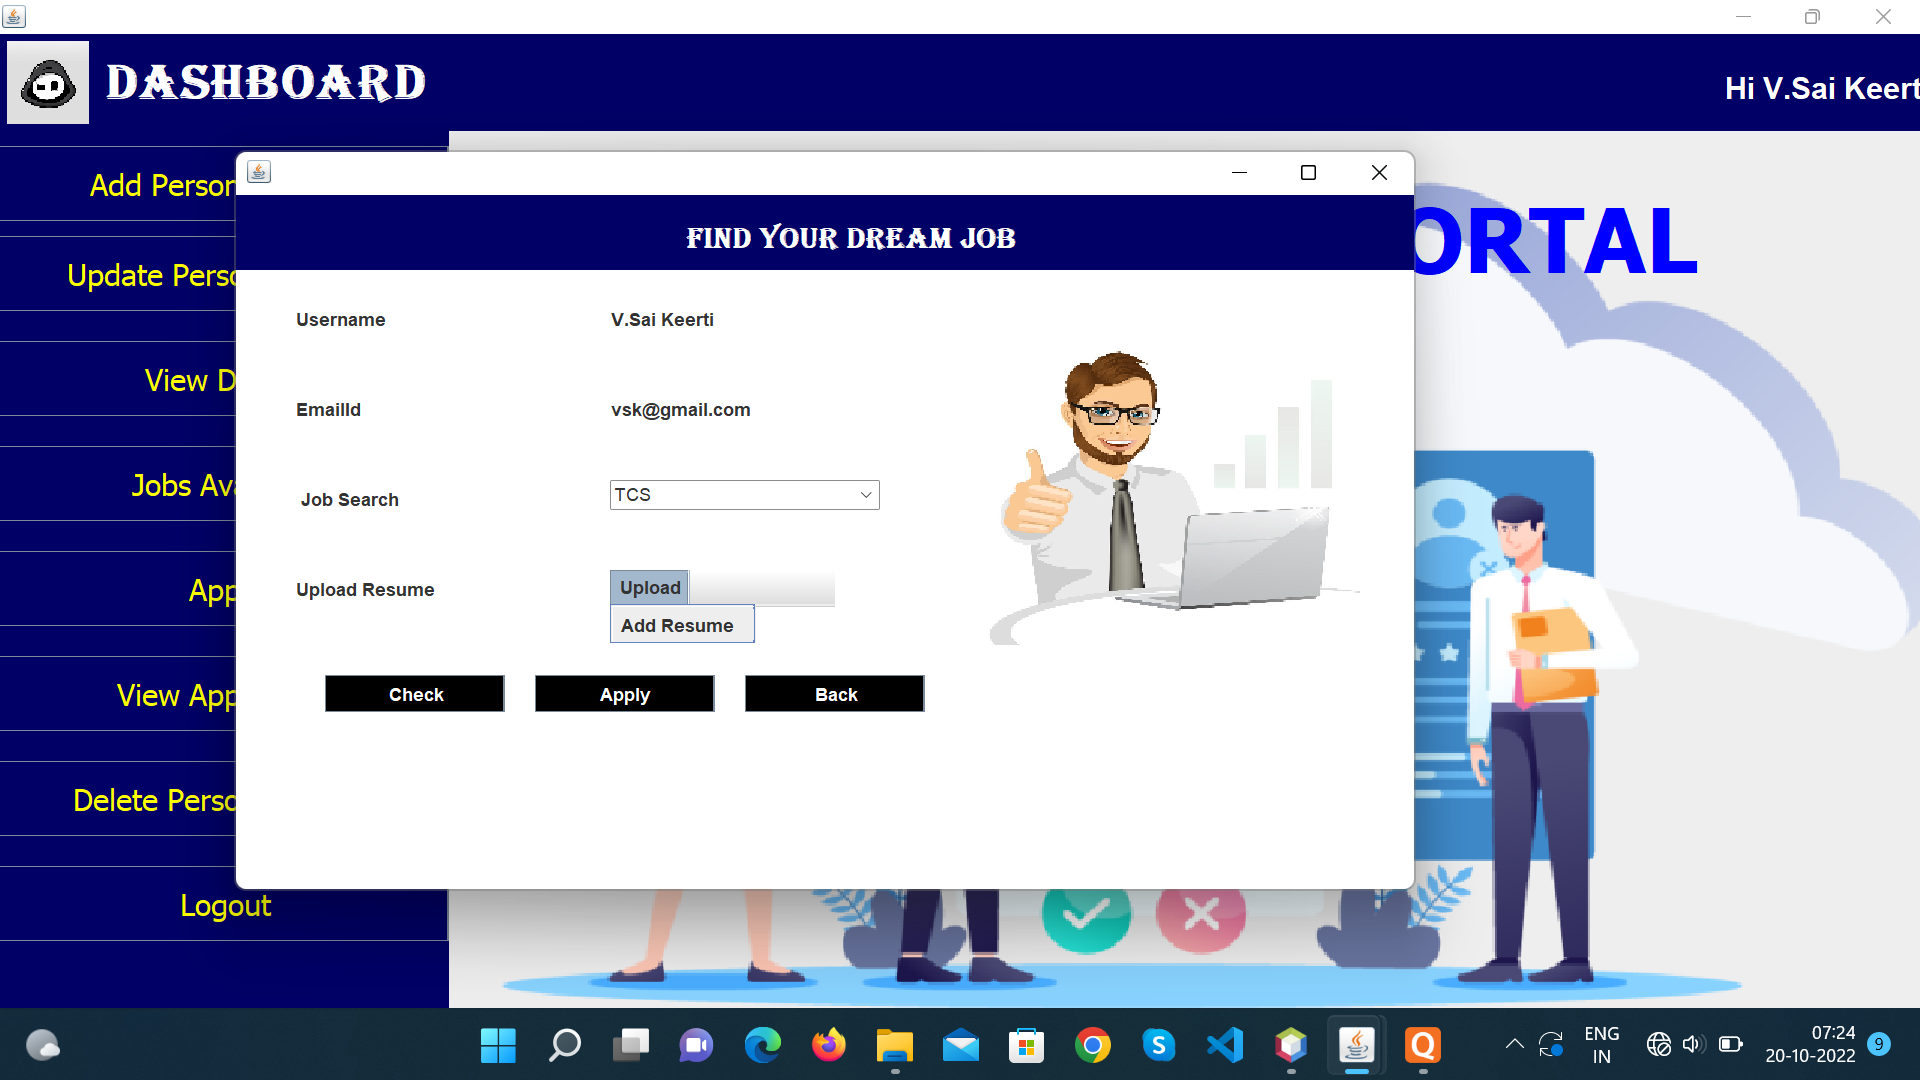 DASHBOARD
Hi V.Sai Keert
Add Person
Update Perso
View D
Jobs Ava
App
View App
Delete Perso
Logout
ORTAL
FIND YOUR DREAM JOB
Username
V.Sai Keerti
EmailId
vsk@gmail.com
Job Search
TCS
Upload Resume
Upload
Add Resume
Check
Apply
Back
ENG
IN
07:24
20-10-2022
9